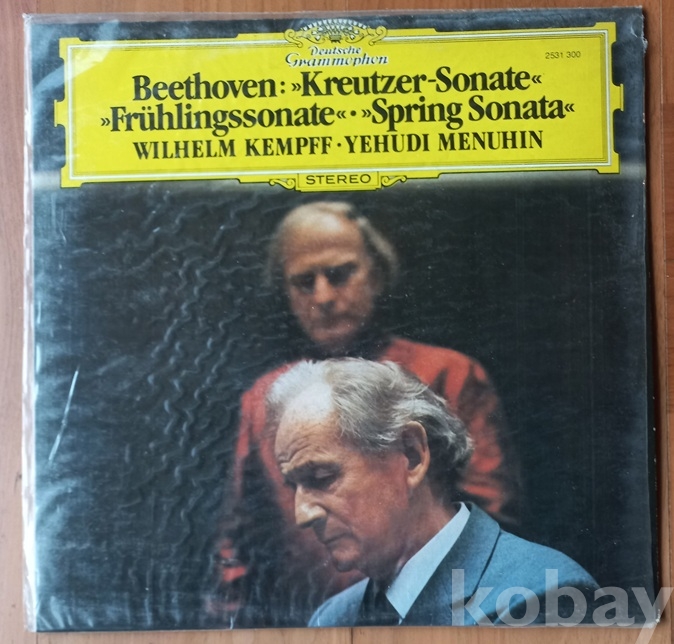 Deutsche
Grammophon
2531 300
Beethoven: »Kreutzer-Sonate«
»Frühlingssonate«·»Spring Sonata«
WILHELM KEMPFF·YEHUDI MENUHIN
STEREO
kobay